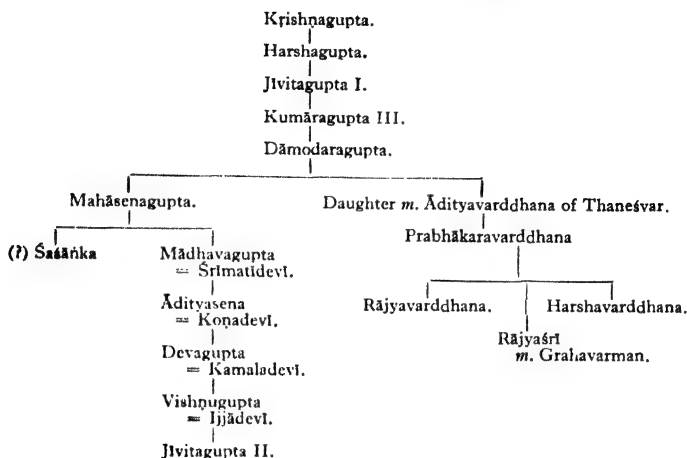 Kṛishṇagupta.
Harshagupta.
Jīvitagupta I.
Kumāragupta III.
Dāmodaragupta.
Mahāsenagupta.
Daughter m. Ādityavarddhana of Thaneśvar.
Prabhākaravarddhana
(?) Śaśāṅka
Mādhavagupta
= Śrīmatīdevī.
Ādityasena
= Koṇadevī.
Devagupta
= Kamaladevī.
Vishṇugupta
= Ijjādevī.
Jīvitagupta II.
Rājyavarddhana.
Harshavarddhana.
Rājyaśrī
m. Grahavarman.